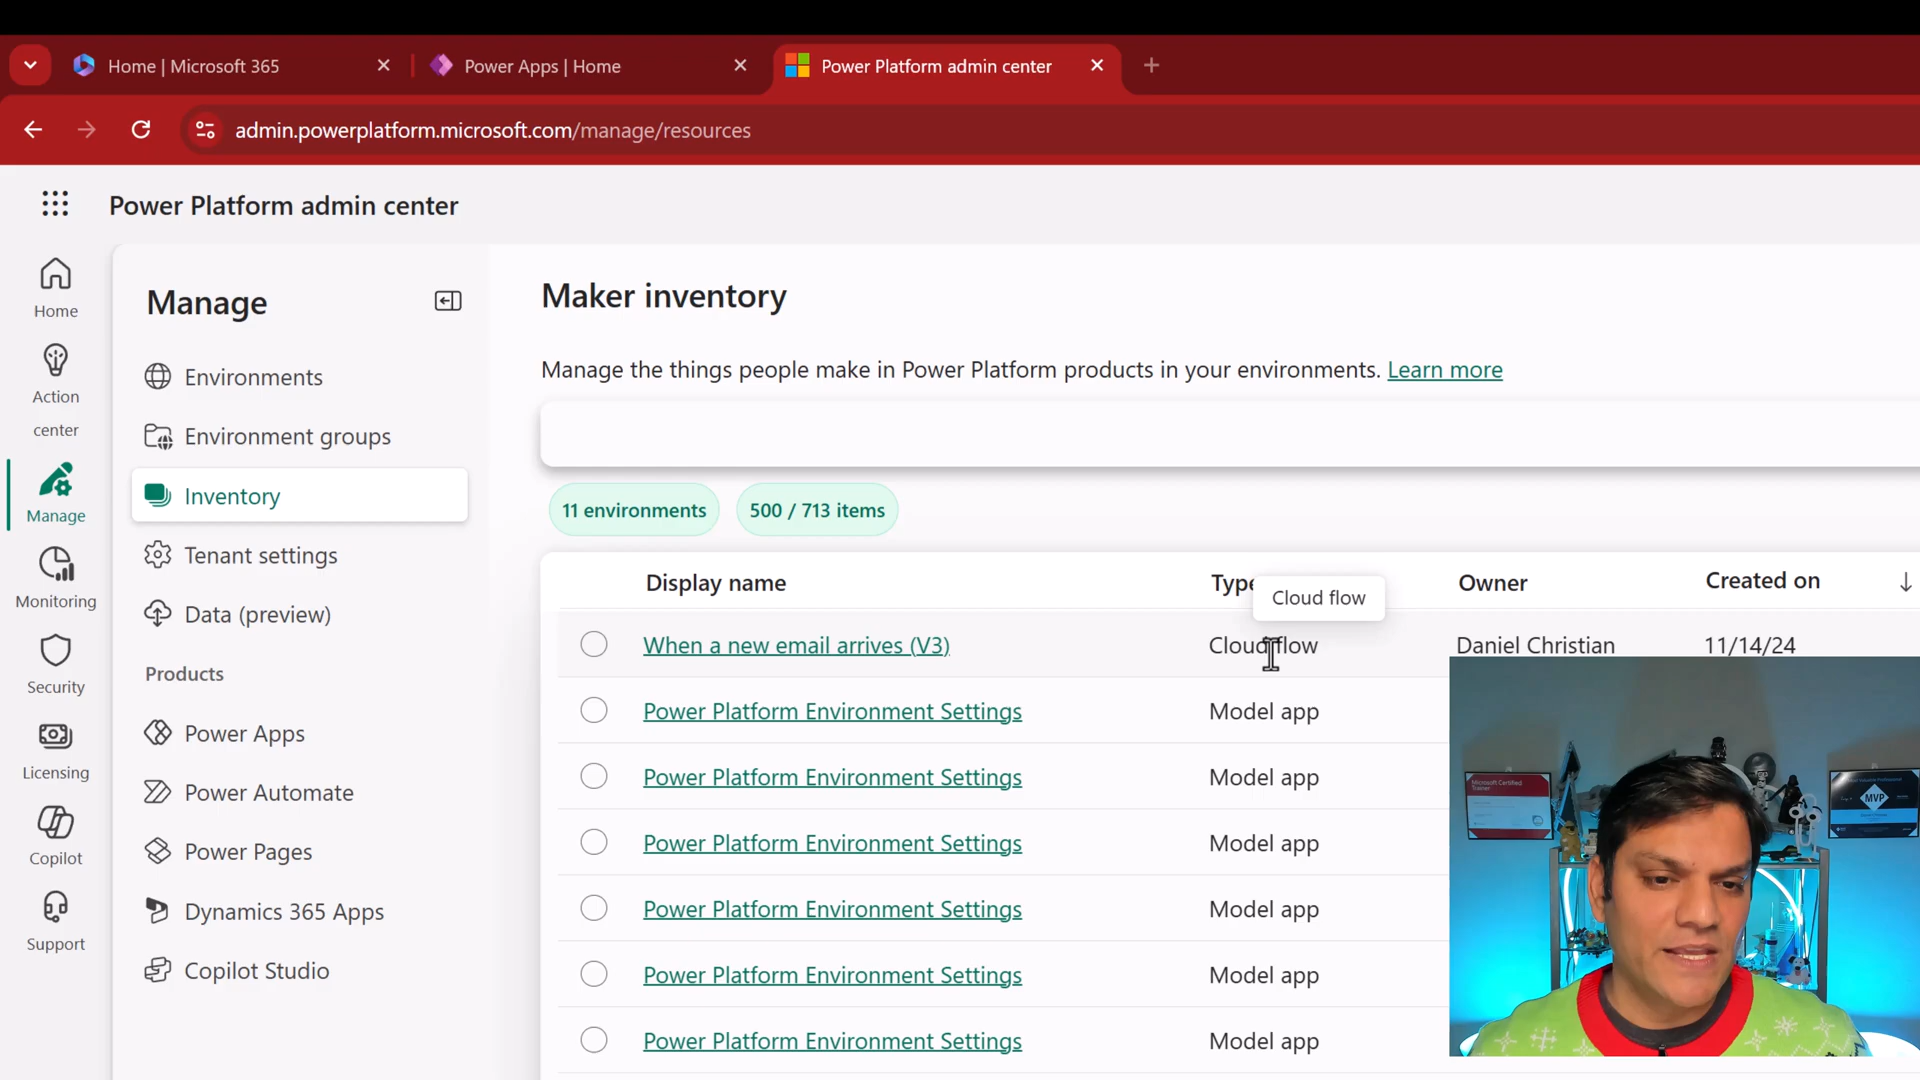 Home | Microsoft 365
Power Apps | Home
Power Platform admin center
admin.powerplatform.microsoft.com/manage/resources
Power Platform admin center
Home
Action center
Manage
Monitoring
Security
Licensing
Copilot
Support
Manage
Environments
Environment groups
Inventory
Tenant settings
Data (preview)
Products
Power Apps
Power Automate
Power Pages
Dynamics 365 Apps
Copilot Studio
Maker inventory
Manage the things people make in Power Platform products in your environments. Learn more
11 environments 500 / 713 items
Display name Type Owner Created on
Cloud flow
When a new email arrives (V3) Cloud flow Daniel Christian 11/14/24
Power Platform Environment Settings Model app
Power Platform Environment Settings Model app
Power Platform Environment Settings Model app
Power Platform Environment Settings Model app
Power Platform Environment Settings Model app
Power Platform Environment Settings Model app
Microsoft Certified
Trainer
MVP